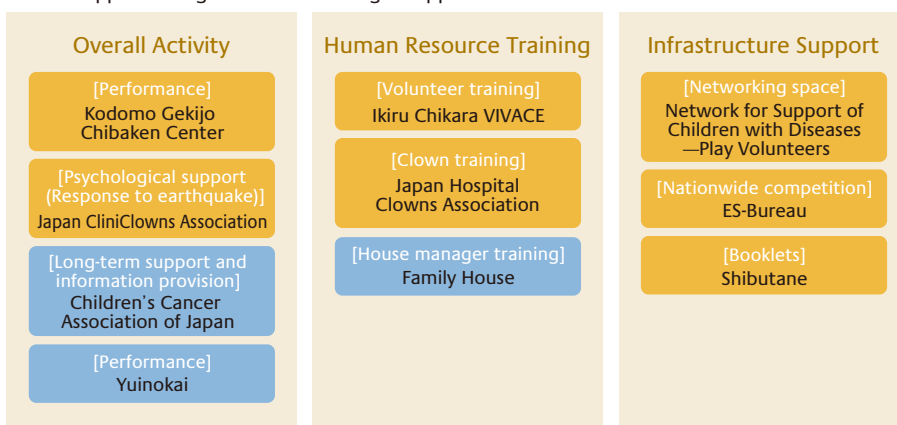 Overall Activity
[Performance]
Kodomo Gekijo
Chibaken Center
[Psychological support
(Response to earthquake)]
Japan CliniClowns Association
[Long-term support and
information provision]
Children's Cancer
Association of Japan
[Performance]
Yuinokai
Human Resource Training
[Volunteer training]
Ikiru Chikara VIVACE
[Clown training]
Japan Hospital
Clowns Association
[House manager training]
Family House
Infrastructure Support
[Networking space]
Network for Support of
Children with Diseases
—Play Volunteers
[Nationwide competition]
ES-Bureau
[Booklets]
Shibutane